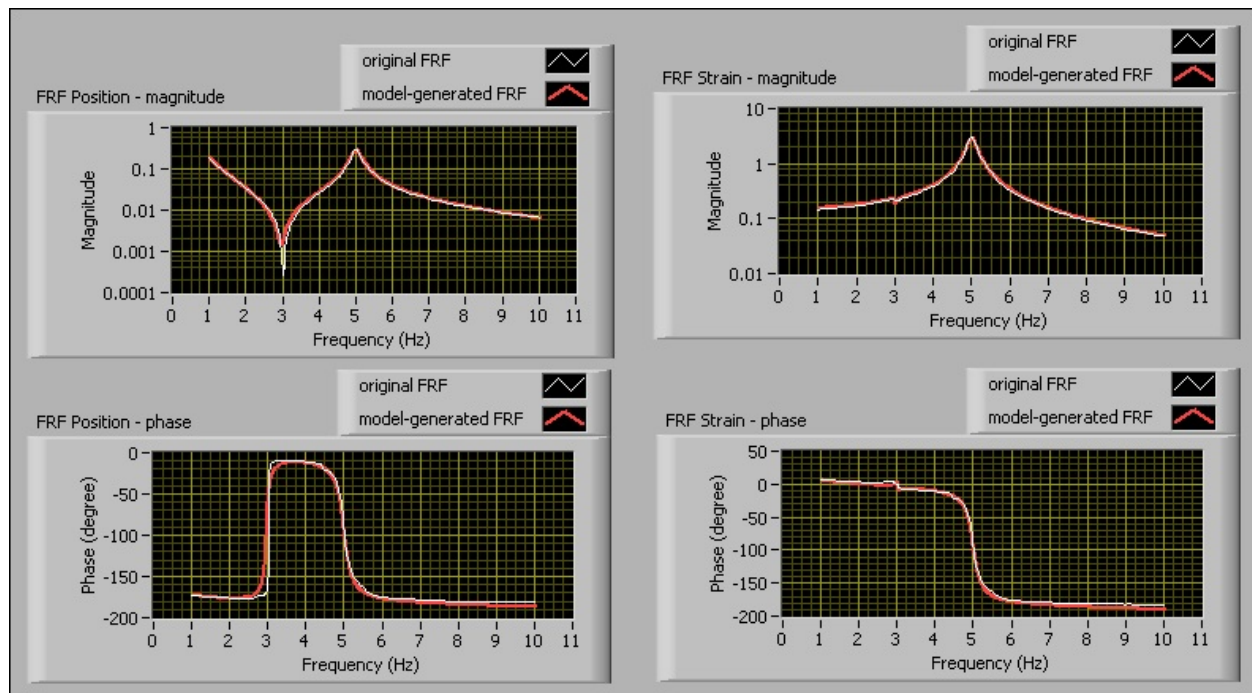 original FRF
model-generated FRF
FRF Position - magnitude
Magnitude
1
0.1
0.01
0.001
0.0001
0 1 2 3 4 5 6 7 8 9 10 11
Frequency (Hz)
original FRF
model-generated FRF
FRF Strain - magnitude
Magnitude
10
1
0.1
0.01
0 1 2 3 4 5 6 7 8 9 10 11
Frequency (Hz)
original FRF
model-generated FRF
FRF Position - phase
Phase (degree)
0
-50
-100
-150
-200
0 1 2 3 4 5 6 7 8 9 10 11
Frequency (Hz)
original FRF
model-generated FRF
FRF Strain - phase
Phase (degree)
50
0
-50
-100
-150
-200
0 1 2 3 4 5 6 7 8 9 10 11
Frequency (Hz)